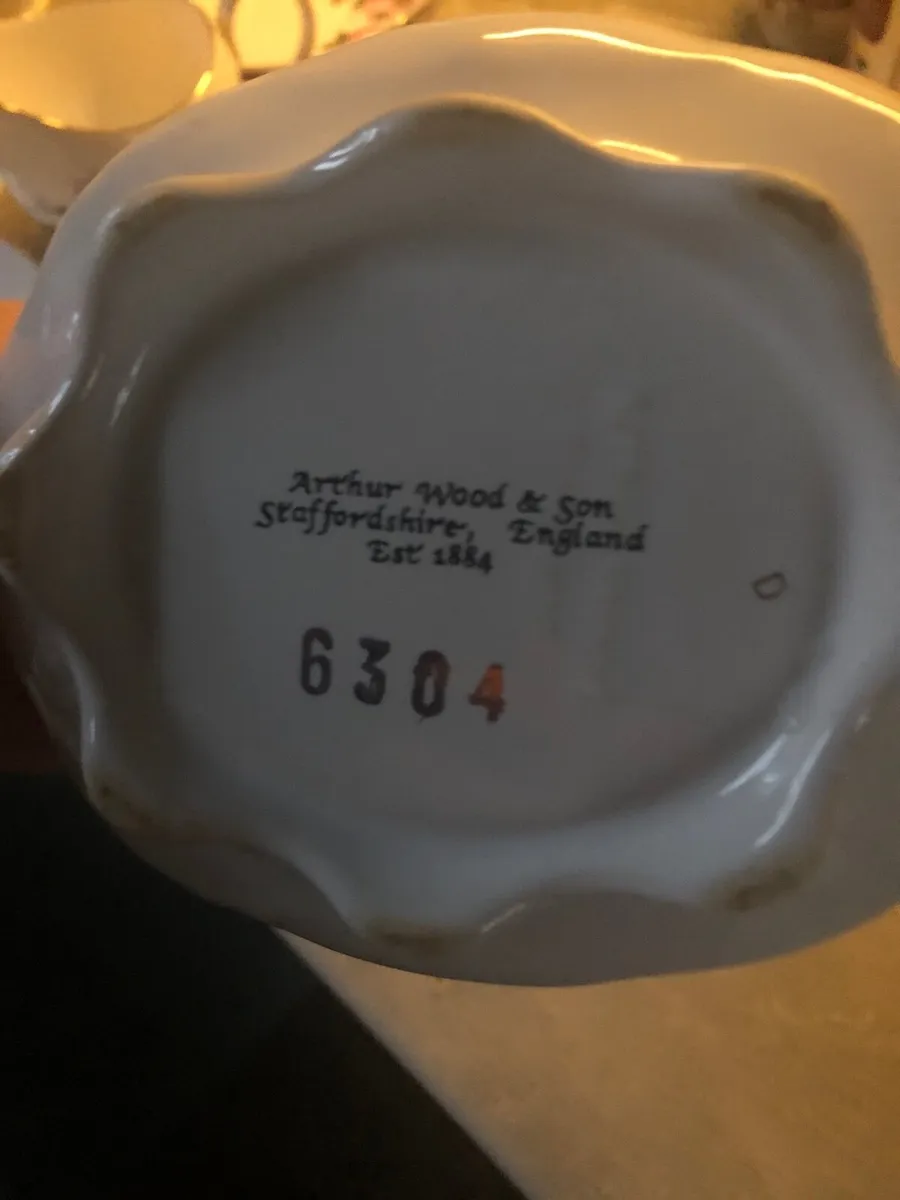 Arthur Wood & Son
Staffordshire, England
Est 1884
D
6304